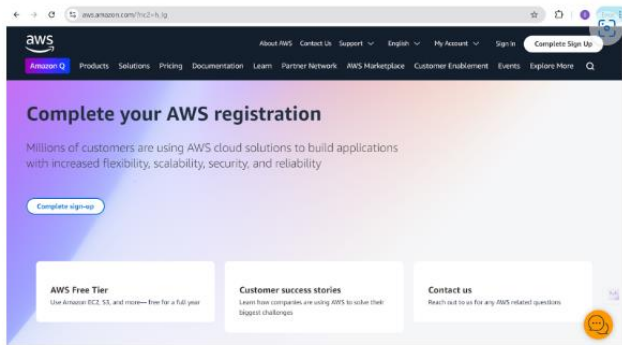 aws.amazon.com/?nc2=h_lg
aws
About AWS Contact Us Support English My Account Sign In Complete Sign Up
Amazon Q Products Solutions Pricing Documentation Learn Partner Network AWS Marketplace Customer Enablement Events Explore More
Complete your AWS registration
Millions of customers are using AWS cloud solutions to build applications
with increased flexibility, scalability, security, and reliability
Complete sign-up
AWS Free Tier
Use Amazon EC2, S3, and more— free for a full year
Customer success stories
Learn how companies are using AWS to solve their
biggest challenges
Contact us
Reach out to us for any AWS related questions